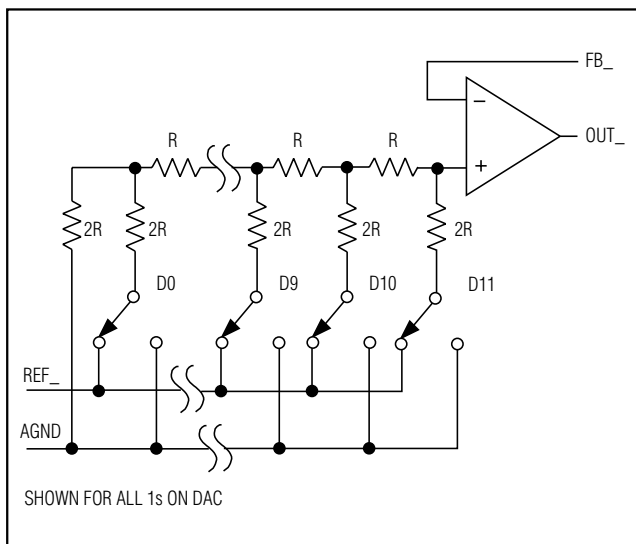 FB_
R R R
− +
OUT_
2R 2R 2R 2R 2R
D0 D9 D10 D11
REF_
AGND
SHOWN FOR ALL 1s ON DAC